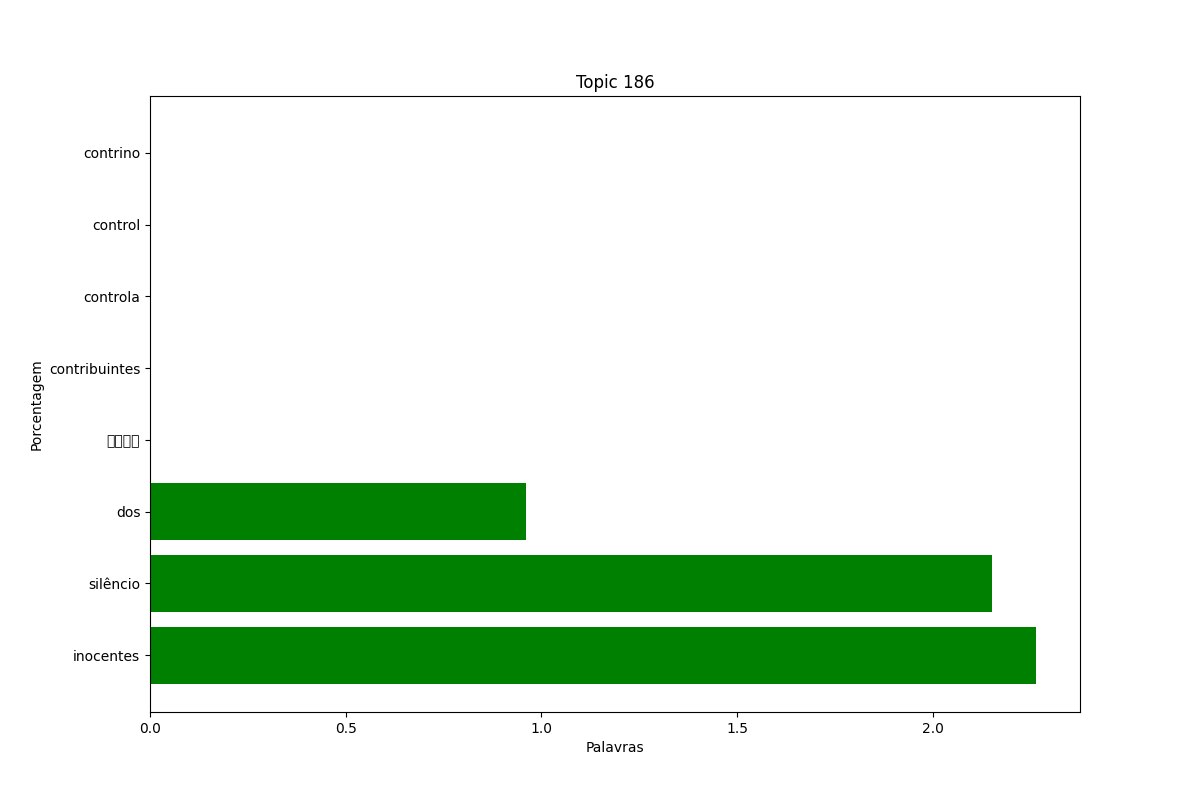 Topic 186
contrino
control
controla
contribuintes
dos
silêncio
inocentes
Porcentagem
0.0 0.5 1.0 1.5 2.0
Palavras